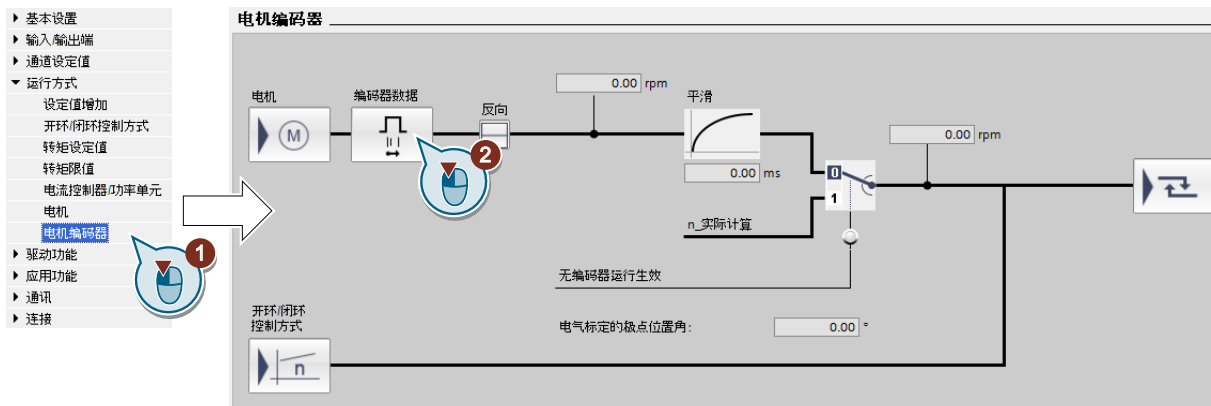 基本设置
输入/输出端
通道设定值
运行方式
设定值增加
开环/闭环控制方式
转矩设定值
转矩限值
电流控制器/功率单元
电机
电机编码器
驱动功能
应用功能
通讯
连接
1
电机编码器
电机
M
编码器数据
2
反向
0.00 rpm
平滑
0.00 ms
0
1
n_实际计算
0.00 rpm
无编码器运行生效
电气标定的极点位置角:
0.00 °
开环/闭环
控制方式
n